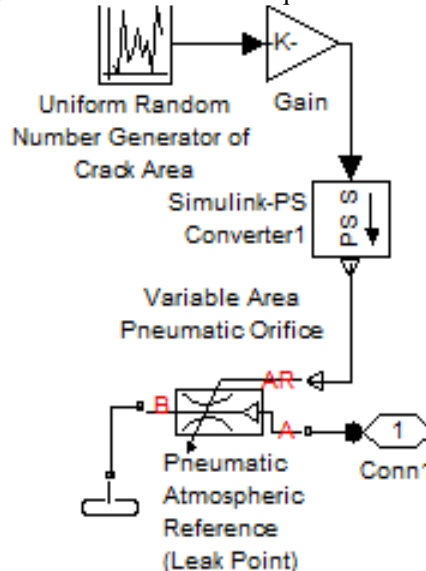 K-
Uniform Random
Number Generator of
Crack Area
Gain
Simulink-PS
Converter1
PS S
Variable Area
Pneumatic Orifice
AR
B
A
1
Conn1
Pneumatic
Atmospheric
Reference
(Leak Point)